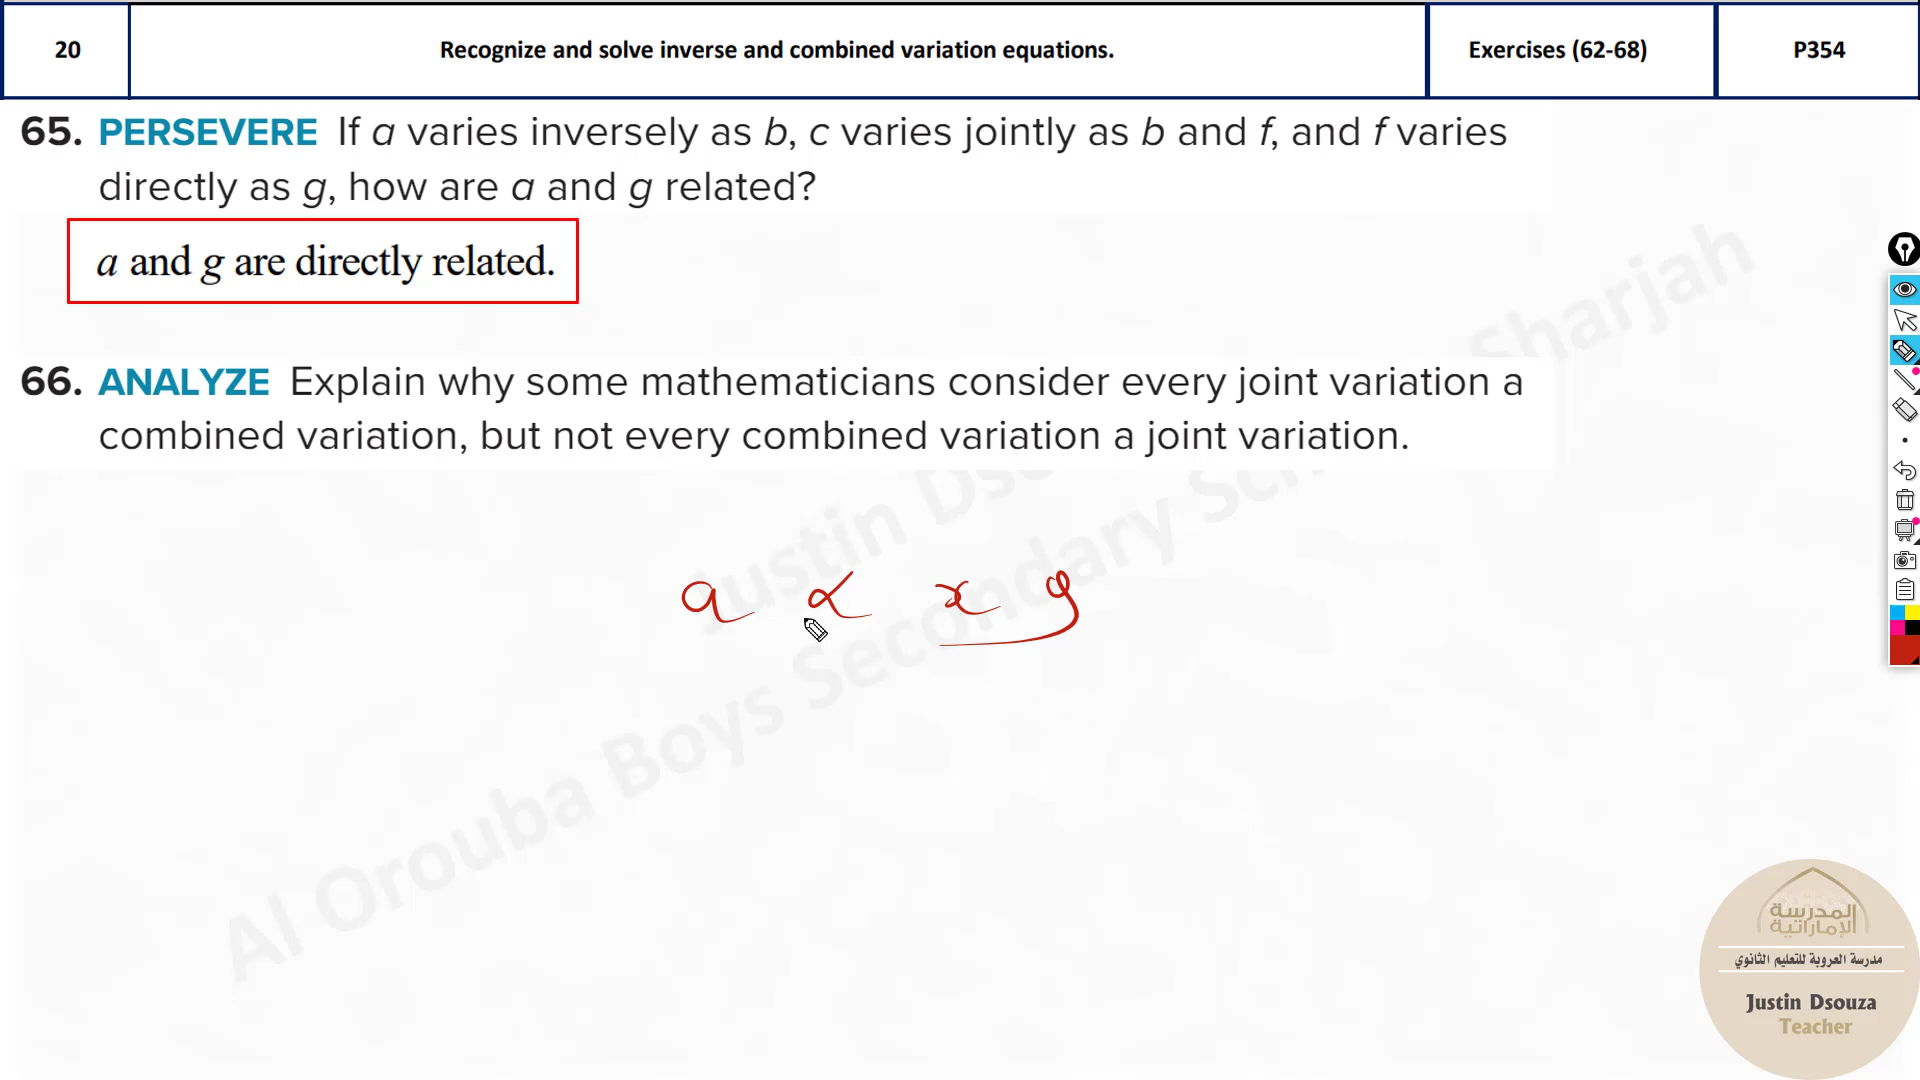 20 Recognize and solve inverse and combined variation equations. Exercises (62-68) P354
65. PERSEVERE If a varies inversely as b, c varies jointly as b and f, and f varies
directly as g, how are a and g related?
a and g are directly related.
66. ANALYZE Explain why some mathematicians consider every joint variation a
combined variation, but not every combined variation a joint variation.
a ∝ x y
Justin Dso
Al Orouba Boys Secondary Sch Sharjah
المدرسة
الإماراتية
مدرسة العروبة للتعليم الثانوي
Justin Dsouza
Teacher